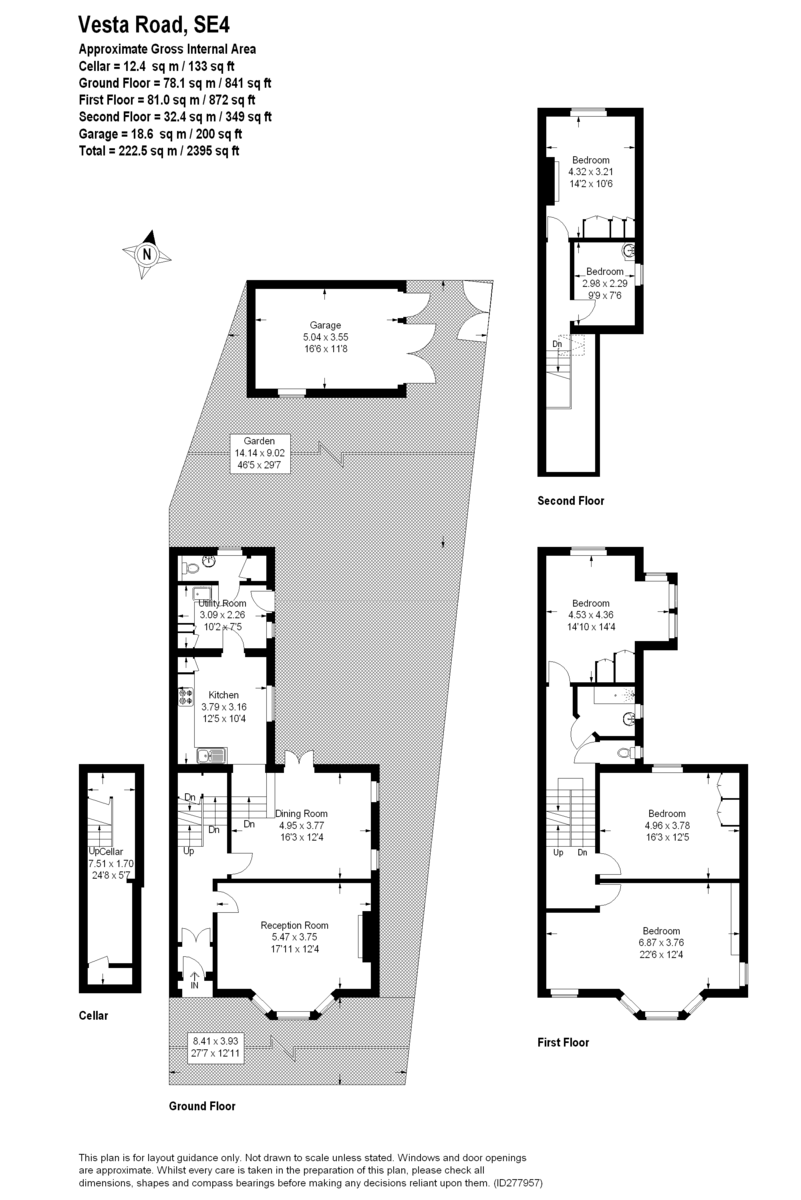 Vesta Road, SE4
Approximate Gross Internal Area
Cellar = 12.4 sq m / 133 sq ft
Ground Floor = 78.1 sq m / 841 sq ft
First Floor = 81.0 sq m / 872 sq ft
Second Floor = 32.4 sq m / 349 sq ft
Garage = 18.6 sq m / 200 sq ft
Total = 222.5 sq m / 2395 sq ft
N
Bedroom
4.32 x 3.21
14'2 x 10'6
Bedroom
2.98 x 2.29
9'9 x 7'6
Dn
Second Floor
Garage
5.04 x 3.55
16'6 x 11'8
Garden
14.14 x 9.02
46'5 x 29'7
Utility Room
3.09 x 2.26
10'2 x 7'5
Kitchen
3.79 x 3.16
12'5 x 10'4
Dn
Dn
Dn
Up
Dining Room
4.95 x 3.77
16'3 x 12'4
Reception Room
5.47 x 3.75
17'11 x 12'4
IN
8.41 x 3.93
27'7 x 12'11
Ground Floor
Up
Cellar
7.51 x 1.70
24'8 x 5'7
Cellar
Bedroom
4.53 x 4.36
14'10 x 14'4
Up
Dn
Bedroom
4.96 x 3.78
16'3 x 12'5
Bedroom
6.87 x 3.76
22'6 x 12'4
First Floor
This plan is for layout guidance only. Not drawn to scale unless stated. Windows and door openings
are approximate. Whilst every care is taken in the preparation of this plan, please check all
dimensions, shapes and compass bearings before making any decisions reliant upon them. (ID277957)